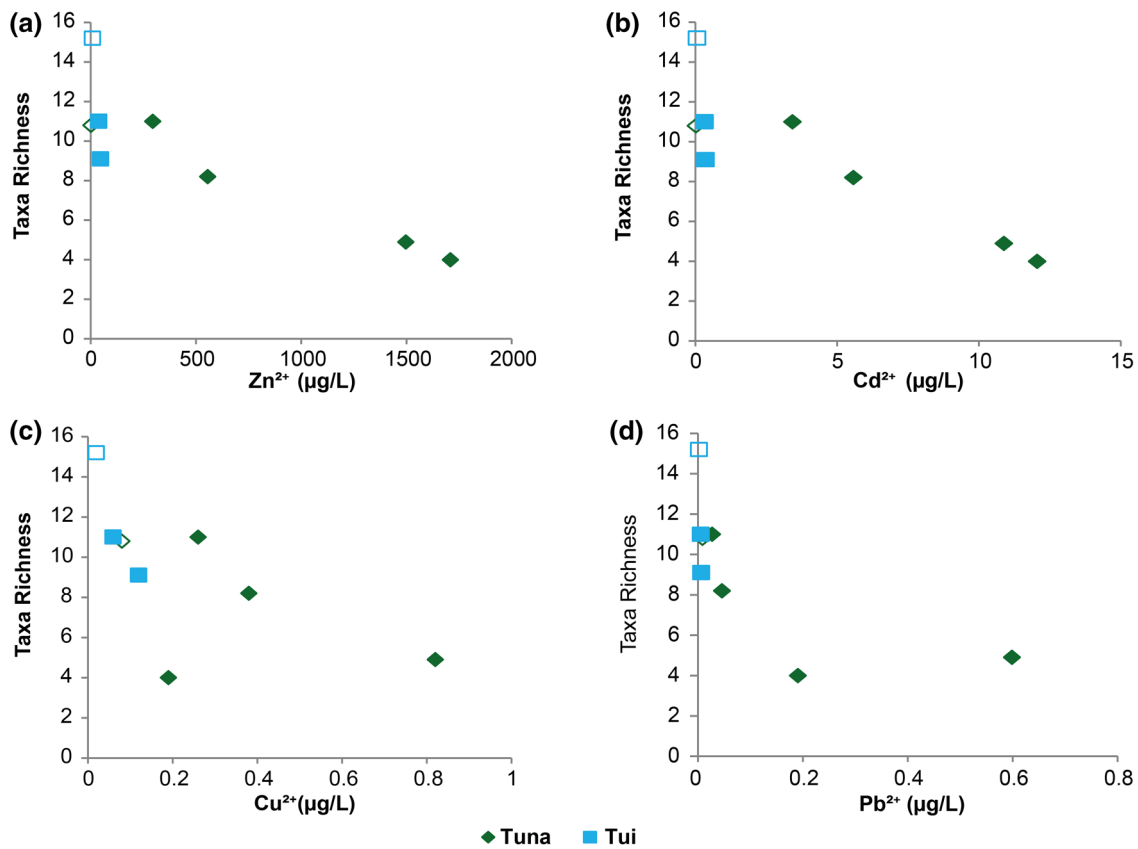 (a)
16
14
12
10
8
6
4
2
0
Taxa Richness
0 500 1000 1500 2000
Zn²⁺ (µg/L)
(b)
16
14
12
10
8
6
4
2
0
Taxa Richness
0 5 10 15
Cd²⁺ (µg/L)
(c)
16
14
12
10
8
6
4
2
0
Taxa Richness
0 0.2 0.4 0.6 0.8 1
Cu²⁺(µg/L)
(d)
16
14
12
10
8
6
4
2
0
Taxa Richness
0 0.2 0.4 0.6 0.8
Pb²⁺ (µg/L)
Tuna Tui